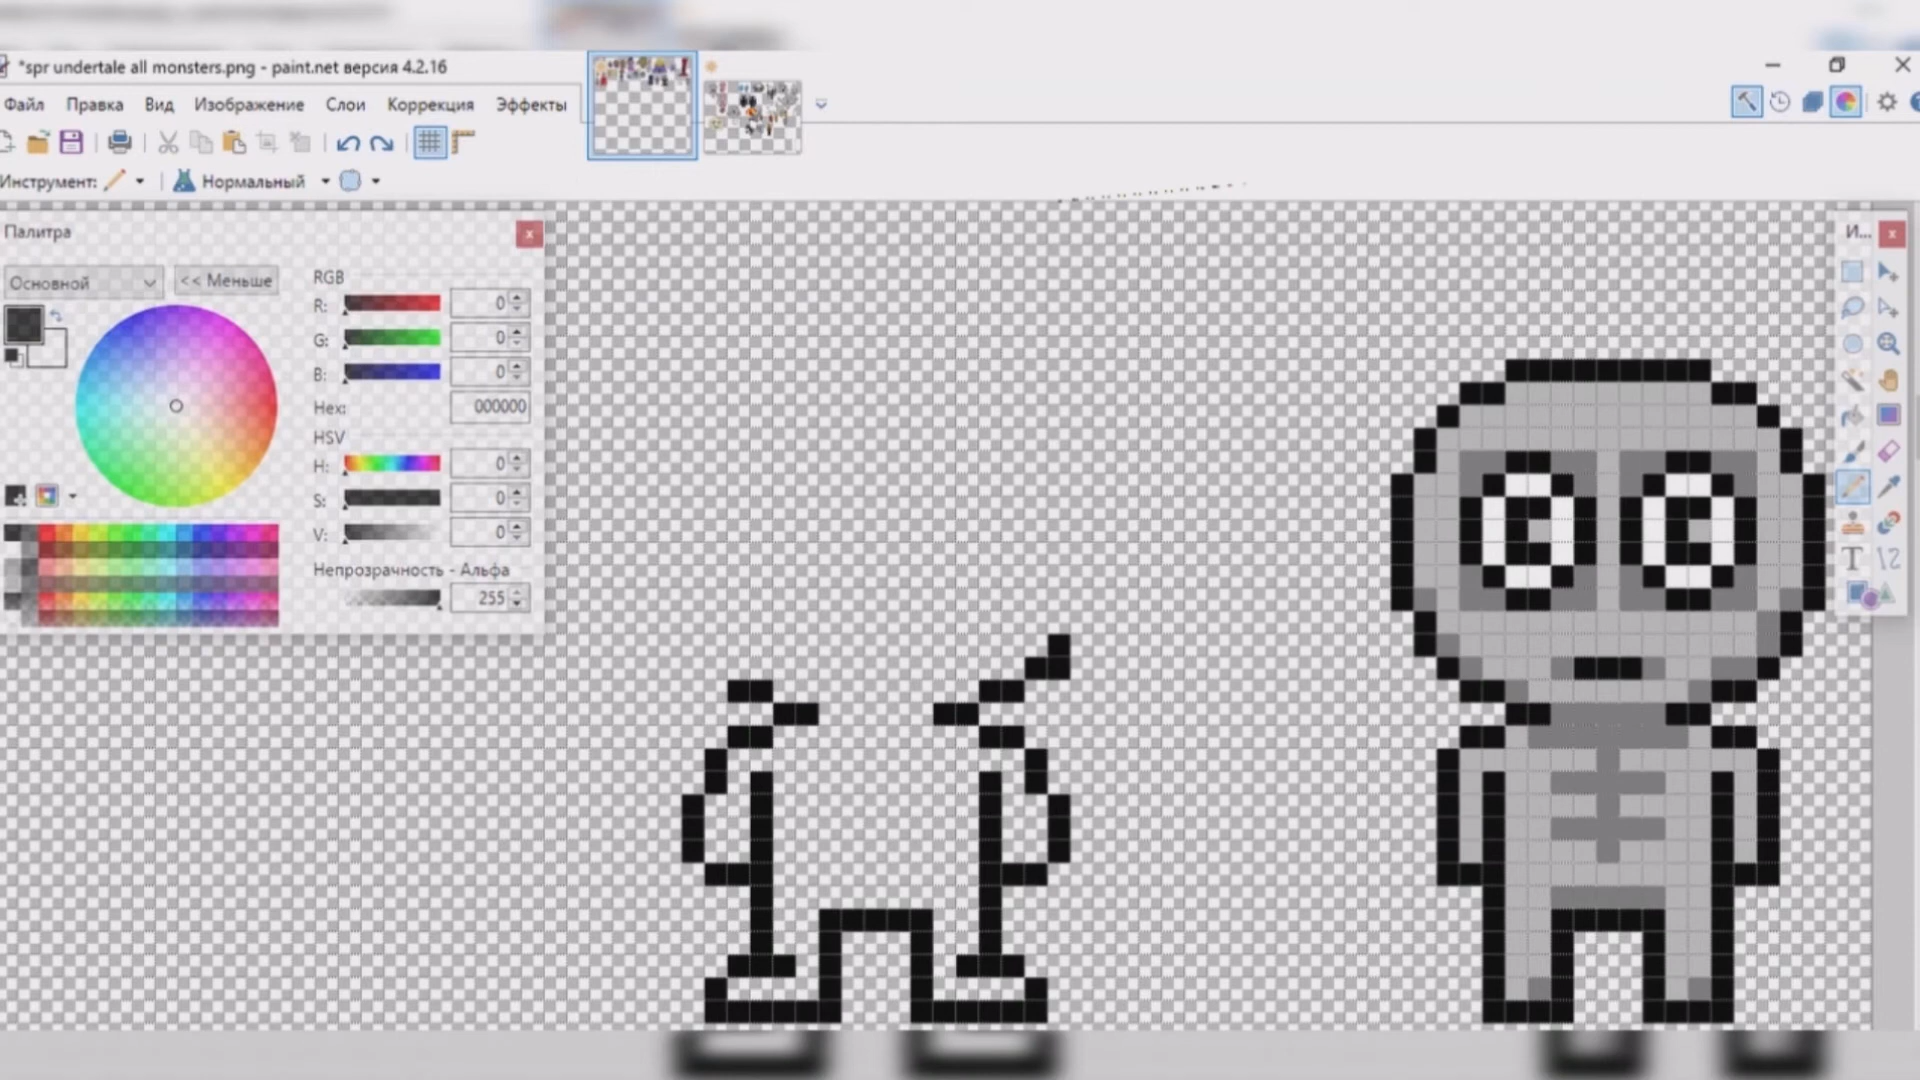 *spr undertale all monsters.png - paint.net версия 4.2.16
Файл Правка Вид Изображение Слои Коррекция Эффекты
Инструмент: Нормальный
Палитра
И...
Основной << Меньше
RGB
R: 0
G: 0
B: 0
Hex: 000000
HSV
H: 0
S: 0
V: 0
Непрозрачность - Альфа
255